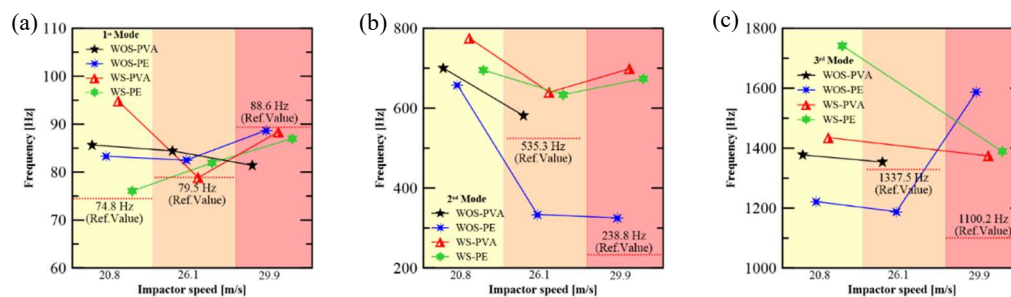 (a)
110
100
90
80
70
60
Frequency [Hz]
1st Mode
WOS-PVA
WOS-PE
WS-PVA
WS-PE
88.6 Hz
(Ref.Value)
79.5 Hz
(Ref.Value)
74.8 Hz
(Ref.Value)
20.8
26.1
29.9
Impactor speed [m/s]
(b)
800
600
400
200
Frequency [Hz]
535.3 Hz
(Ref.Value)
2st Mode
WOS-PVA
WOS-PE
WS-PVA
WS-PE
238.8 Hz
(Ref.Value)
20.8
26.1
29.9
Impactor speed [m/s]
(c)
1800
1600
1400
1200
1000
Frequency [Hz]
3rd Mode
WOS-PVA
WOS-PE
WS-PVA
WS-PE
1337.5 Hz
(Ref.Value)
1100.2 Hz
(Ref.Value)
20.8
26.1
29.9
Impactor speed [m/s]